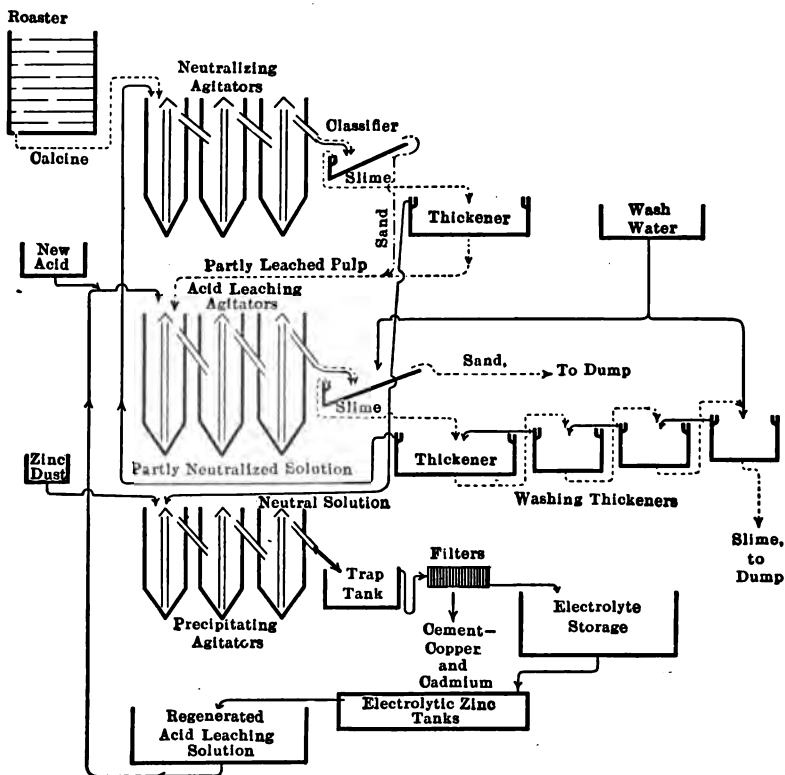 Roaster
Calcine
Neutralizing
Agitators
Classifier
Slime
Sand
Thickener
Wash
Water
New
Acid
Partly Leached Pulp
Acid Leaching
Agitators
Sand,
To Dump
Slime
Thickener
Washing Thickeners
Slime,
to
Dump
Partly Neutralized Solution
Zinc
Dust
Neutral Solution
Precipitating
Agitators
Trap
Tank
Filters
Cement-
Copper
and
Cadmium
Electrolyte
Storage
Electrolytic Zinc
Tanks
Regenerated
Acid Leaching
Solution